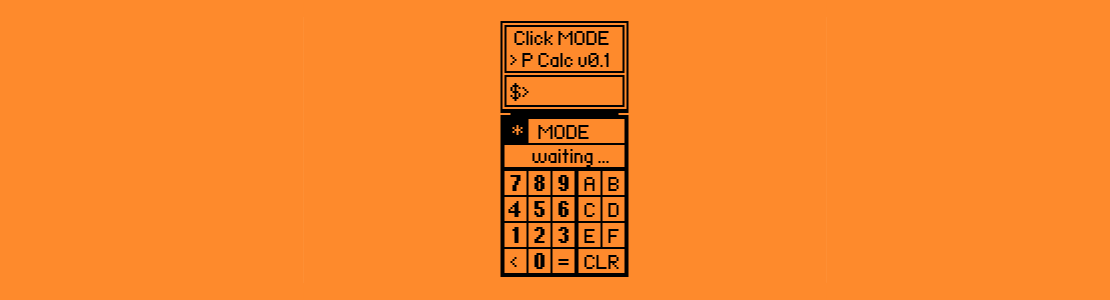 Click MODE
> P Calc v0.1
$>
* MODE
waiting ...
7 8 9 A B
4 5 6 C D
1 2 3 E F
< 0 = CLR